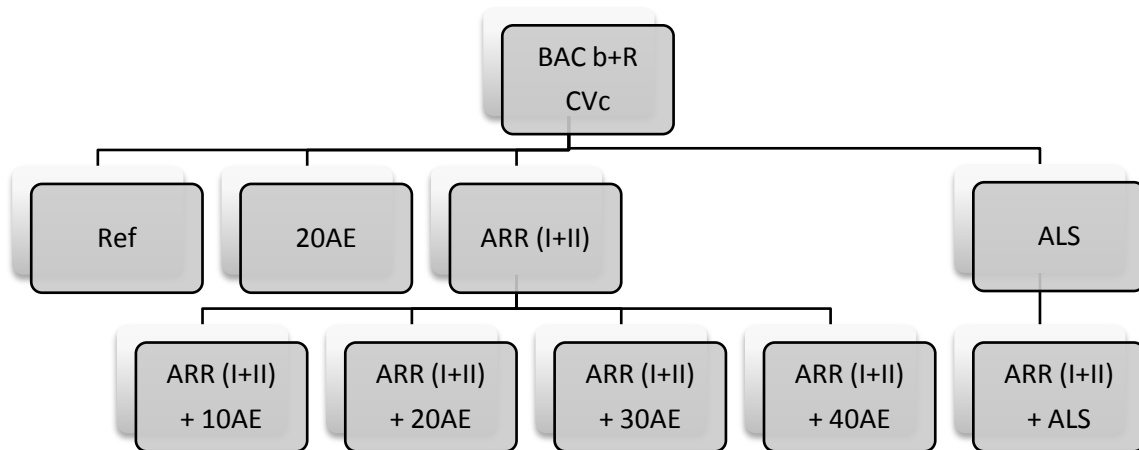 BAC b+R
CVc
Ref
20AE
ARR (I+II)
ALS
ARR (I+II)
+ 10AE
ARR (I+II)
+ 20AE
ARR (I+II)
+ 30AE
ARR (I+II)
+ 40AE
ARR (I+II)
+ ALS